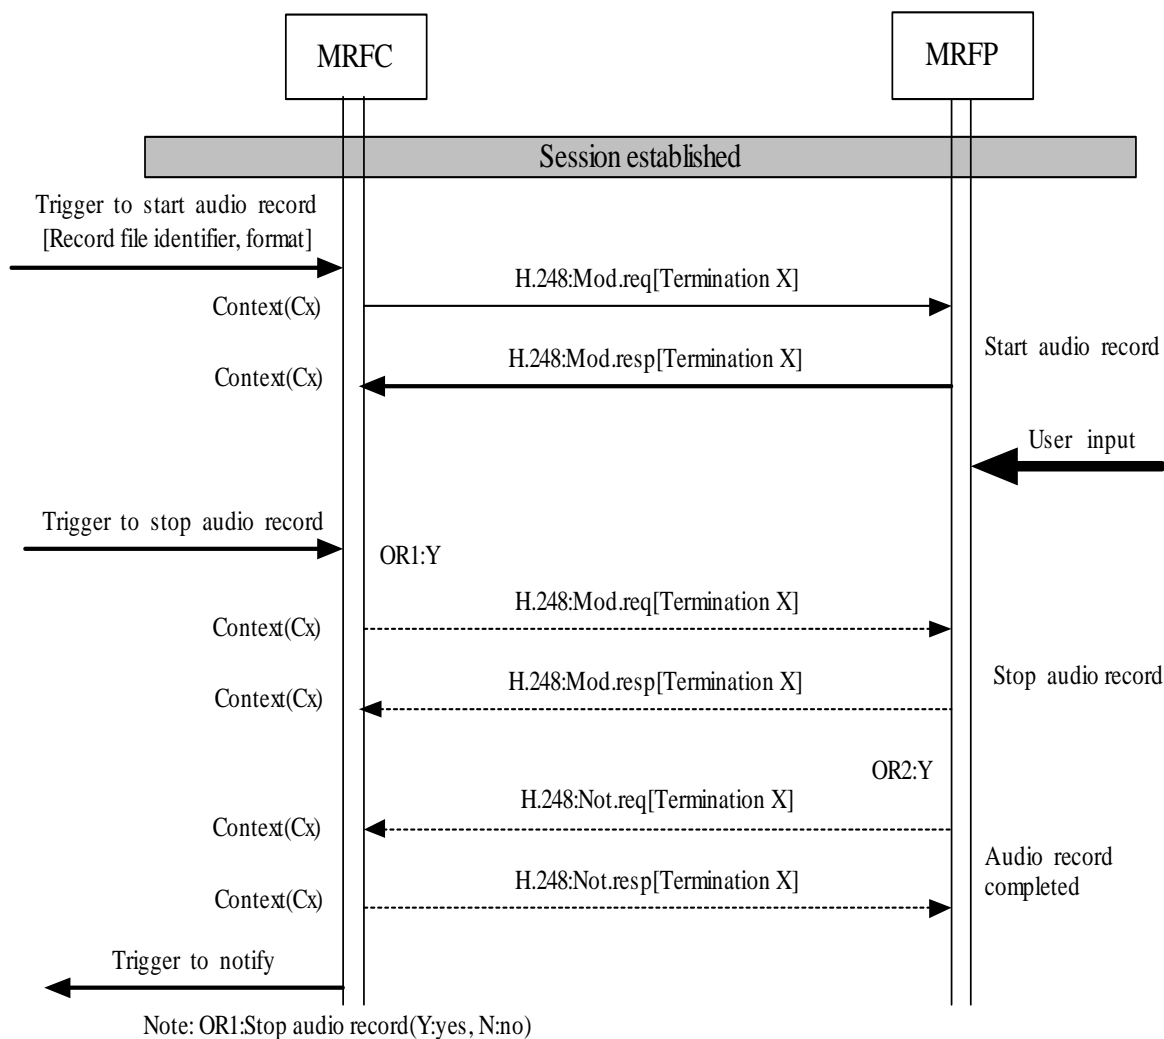 MRFC
MRFP
Session established
Trigger to start audio record
[Record file identifier, format]
H.248:Mod.req[Termination X]
Context(Cx)
Start audio record
H.248:Mod.resp[Termination X]
Context(Cx)
User input
Trigger to stop audio record
OR1:Y
H.248:Mod.req[Termination X]
Context(Cx)
Stop audio record
H.248:Mod.resp[Termination X]
Context(Cx)
OR2:Y
H.248:Not.req[Termination X]
Context(Cx)
Audio record
completed
H.248:Not.resp[Termination X]
Context(Cx)
Trigger to notify
Note: OR1:Stop audio record(Y:yes, N:no)